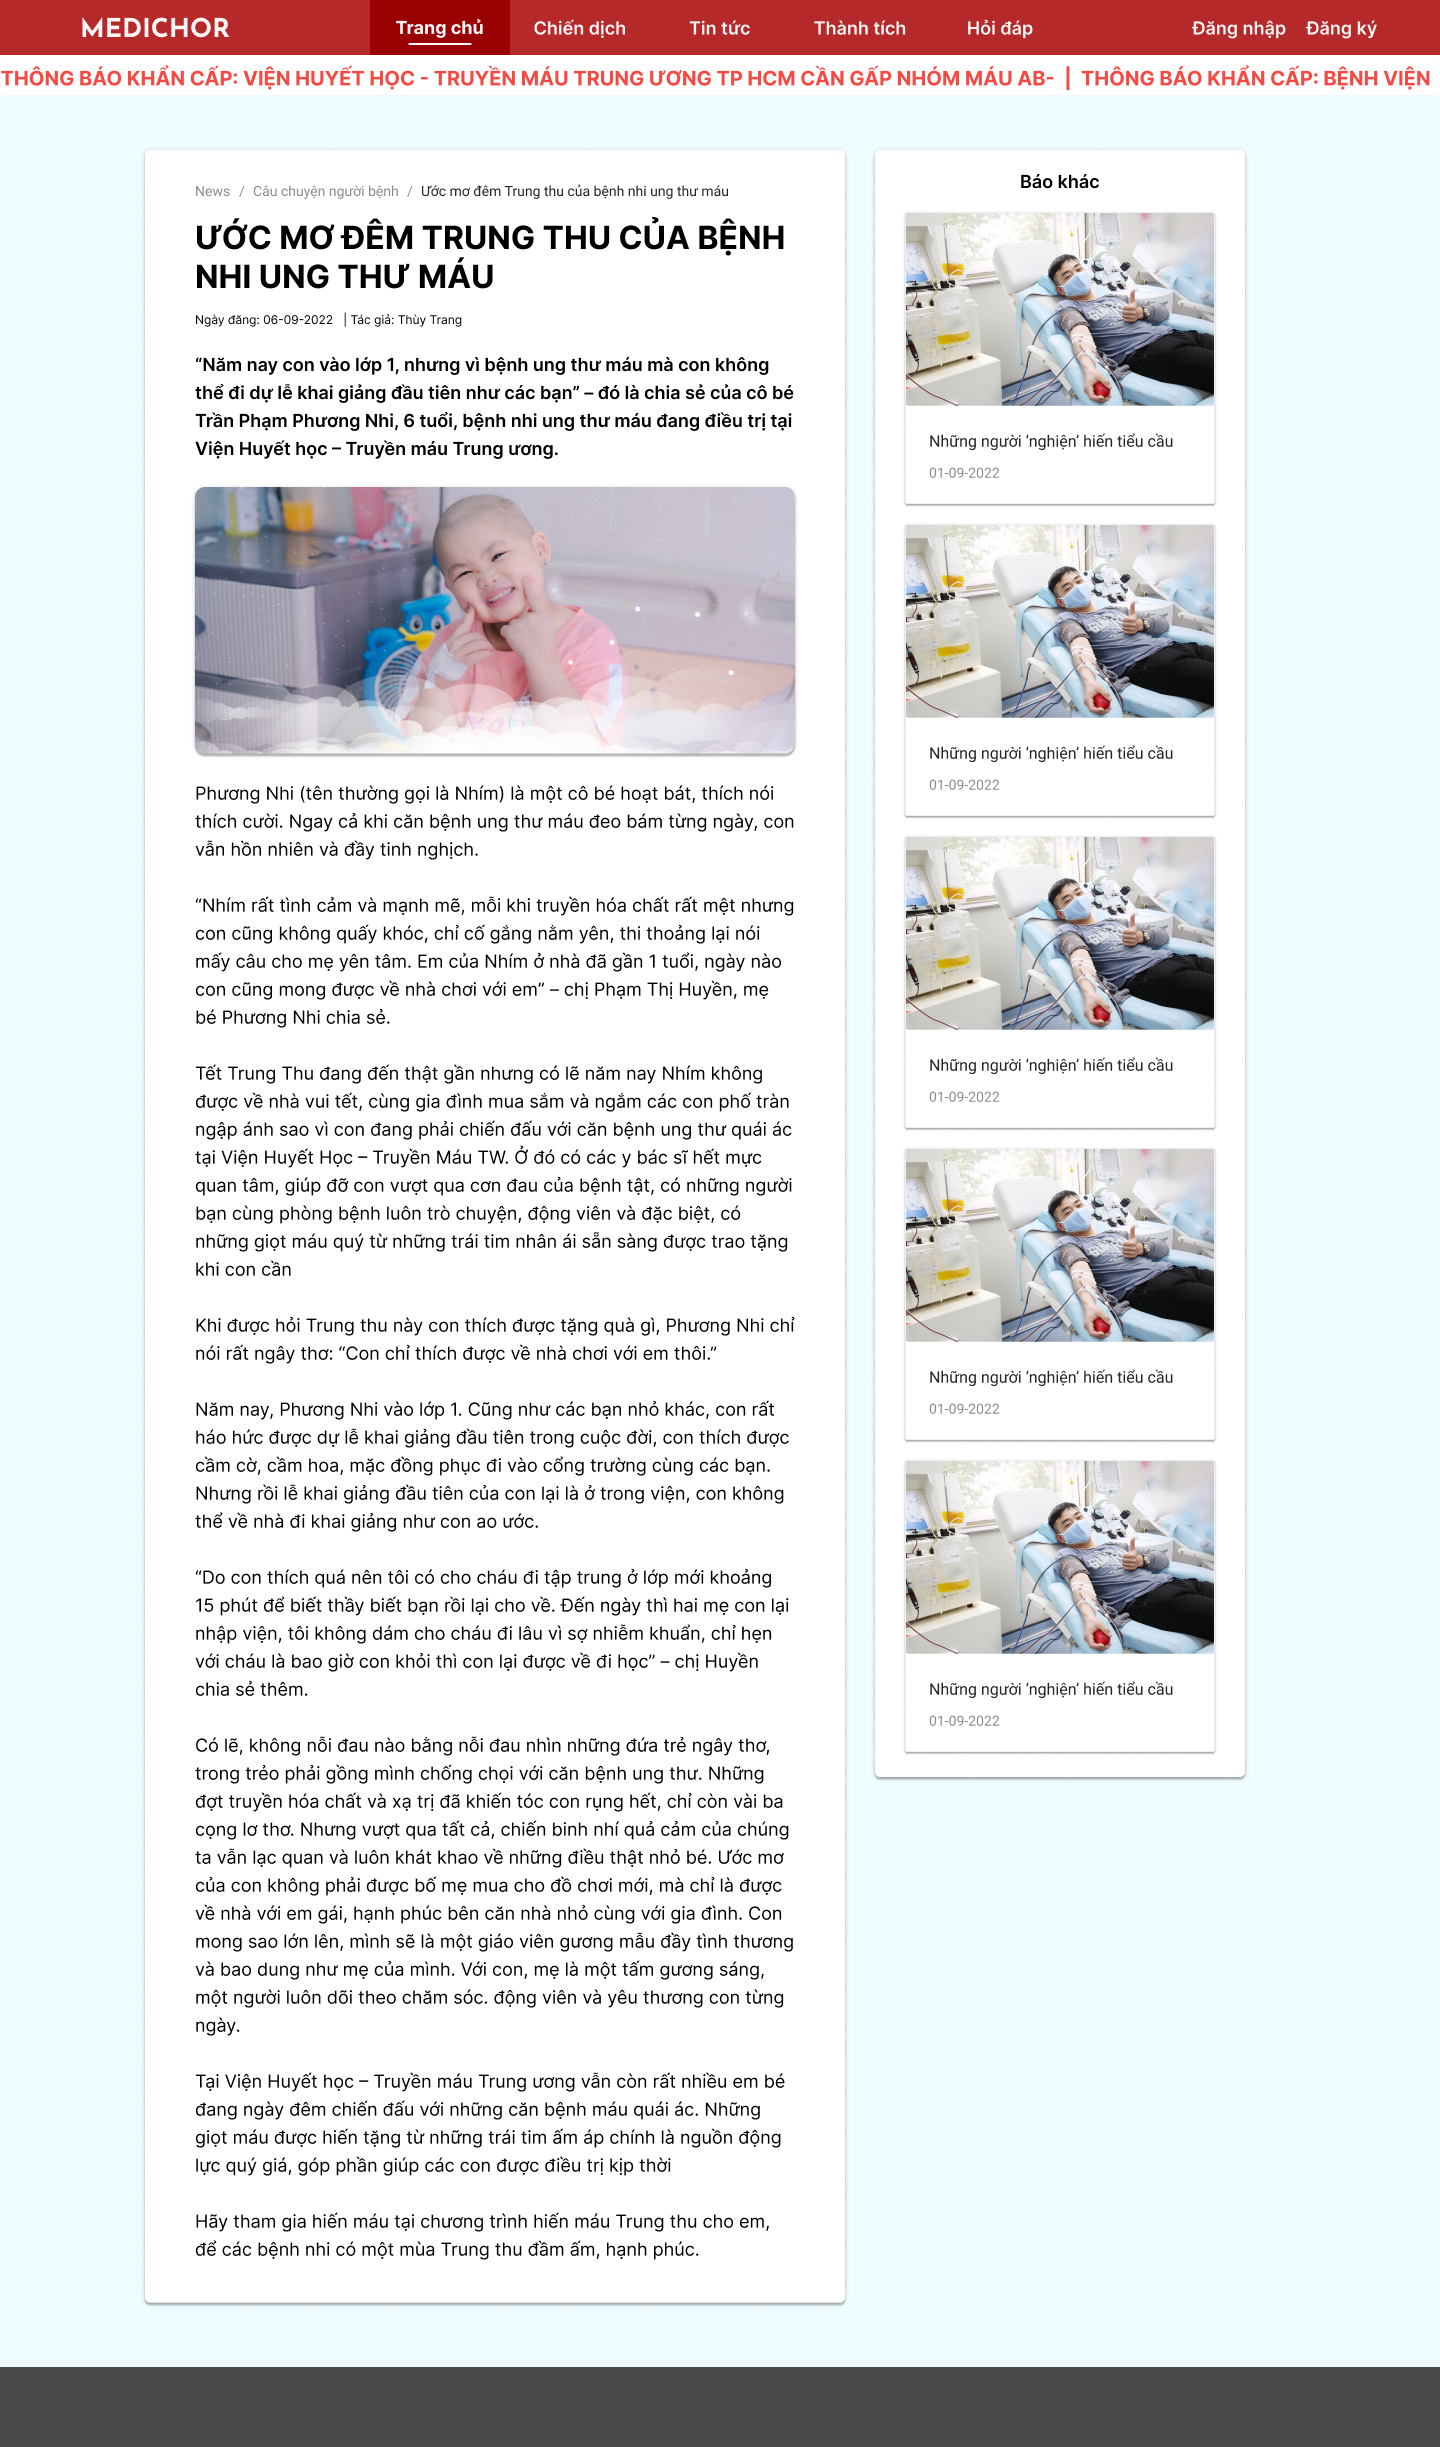 MEDICHOR
Trang chủ
Chiến dịch
Tin tức
Thành tích
Hỏi đáp
Đăng nhập
Đăng ký
THÔNG BÁO KHẨN CẤP: VIỆN HUYẾT HỌC - TRUYỀN MÁU TRUNG ƯƠNG TP HCM CẦN GẤP NHÓM MÁU AB- | THÔNG BÁO KHẨN CẤP: BỆNH VIỆN
News / Câu chuyện người bệnh / Ước mơ đêm Trung thu của bệnh nhi ung thư máu
ƯỚC MƠ ĐÊM TRUNG THU CỦA BỆNH
NHI UNG THƯ MÁU
Ngày đăng: 06-09-2022 | Tác giả: Thùy Trang
“Năm nay con vào lớp 1, nhưng vì bệnh ung thư máu mà con không
thể đi dự lễ khai giảng đầu tiên như các bạn” – đó là chia sẻ của cô bé
Trần Phạm Phương Nhi, 6 tuổi, bệnh nhi ung thư máu đang điều trị tại
Viện Huyết học – Truyền máu Trung ương.
Phương Nhi (tên thường gọi là Nhím) là một cô bé hoạt bát, thích nói
thích cười. Ngay cả khi căn bệnh ung thư máu đeo bám từng ngày, con
vẫn hồn nhiên và đầy tinh nghịch.
“Nhím rất tình cảm và mạnh mẽ, mỗi khi truyền hóa chất rất mệt nhưng
con cũng không quấy khóc, chỉ cố gắng nằm yên, thi thoảng lại nói
mấy câu cho mẹ yên tâm. Em của Nhím ở nhà đã gần 1 tuổi, ngày nào
con cũng mong được về nhà chơi với em” – chị Phạm Thị Huyền, mẹ
bé Phương Nhi chia sẻ.
Tết Trung Thu đang đến thật gần nhưng có lẽ năm nay Nhím không
được về nhà vui tết, cùng gia đình mua sắm và ngắm các con phố tràn
ngập ánh sao vì con đang phải chiến đấu với căn bệnh ung thư quái ác
tại Viện Huyết Học – Truyền Máu TW. Ở đó có các y bác sĩ hết mực
quan tâm, giúp đỡ con vượt qua cơn đau của bệnh tật, có những người
bạn cùng phòng bệnh luôn trò chuyện, động viên và đặc biệt, có
những giọt máu quý từ những trái tim nhân ái sẵn sàng được trao tặng
khi con cần
Khi được hỏi Trung thu này con thích được tặng quà gì, Phương Nhi chỉ
nói rất ngây thơ: “Con chỉ thích được về nhà chơi với em thôi.”
Năm nay, Phương Nhi vào lớp 1. Cũng như các bạn nhỏ khác, con rất
háo hức được dự lễ khai giảng đầu tiên trong cuộc đời, con thích được
cầm cờ, cầm hoa, mặc đồng phục đi vào cổng trường cùng các bạn.
Nhưng rồi lễ khai giảng đầu tiên của con lại là ở trong viện, con không
thể về nhà đi khai giảng như con ao ước.
“Do con thích quá nên tôi có cho cháu đi tập trung ở lớp mới khoảng
15 phút để biết thầy biết bạn rồi lại cho về. Đến ngày thì hai mẹ con lại
nhập viện, tôi không dám cho cháu đi lâu vì sợ nhiễm khuẩn, chỉ hẹn
với cháu là bao giờ con khỏi thì con lại được về đi học” – chị Huyền
chia sẻ thêm.
Có lẽ, không nỗi đau nào bằng nỗi đau nhìn những đứa trẻ ngây thơ,
trong trẻo phải gồng mình chống chọi với căn bệnh ung thư. Những
đợt truyền hóa chất và xạ trị đã khiến tóc con rụng hết, chỉ còn vài ba
cọng lơ thơ. Nhưng vượt qua tất cả, chiến binh nhí quả cảm của chúng
ta vẫn lạc quan và luôn khát khao về những điều thật nhỏ bé. Ước mơ
của con không phải được bố mẹ mua cho đồ chơi mới, mà chỉ là được
về nhà với em gái, hạnh phúc bên căn nhà nhỏ cùng với gia đình. Con
mong sao lớn lên, mình sẽ là một giáo viên gương mẫu đầy tình thương
và bao dung như mẹ của mình. Với con, mẹ là một tấm gương sáng,
một người luôn dõi theo chăm sóc. động viên và yêu thương con từng
ngày.
Tại Viện Huyết học – Truyền máu Trung ương vẫn còn rất nhiều em bé
đang ngày đêm chiến đấu với những căn bệnh máu quái ác. Những
giọt máu được hiến tặng từ những trái tim ấm áp chính là nguồn động
lực quý giá, góp phần giúp các con được điều trị kịp thời
Hãy tham gia hiến máu tại chương trình hiến máu Trung thu cho em,
để các bệnh nhi có một mùa Trung thu đầm ấm, hạnh phúc.
Báo khác
Những người ‘nghiện’ hiến tiểu cầu
01-09-2022
Những người ‘nghiện’ hiến tiểu cầu
01-09-2022
Những người ‘nghiện’ hiến tiểu cầu
01-09-2022
Những người ‘nghiện’ hiến tiểu cầu
01-09-2022
Những người ‘nghiện’ hiến tiểu cầu
01-09-2022